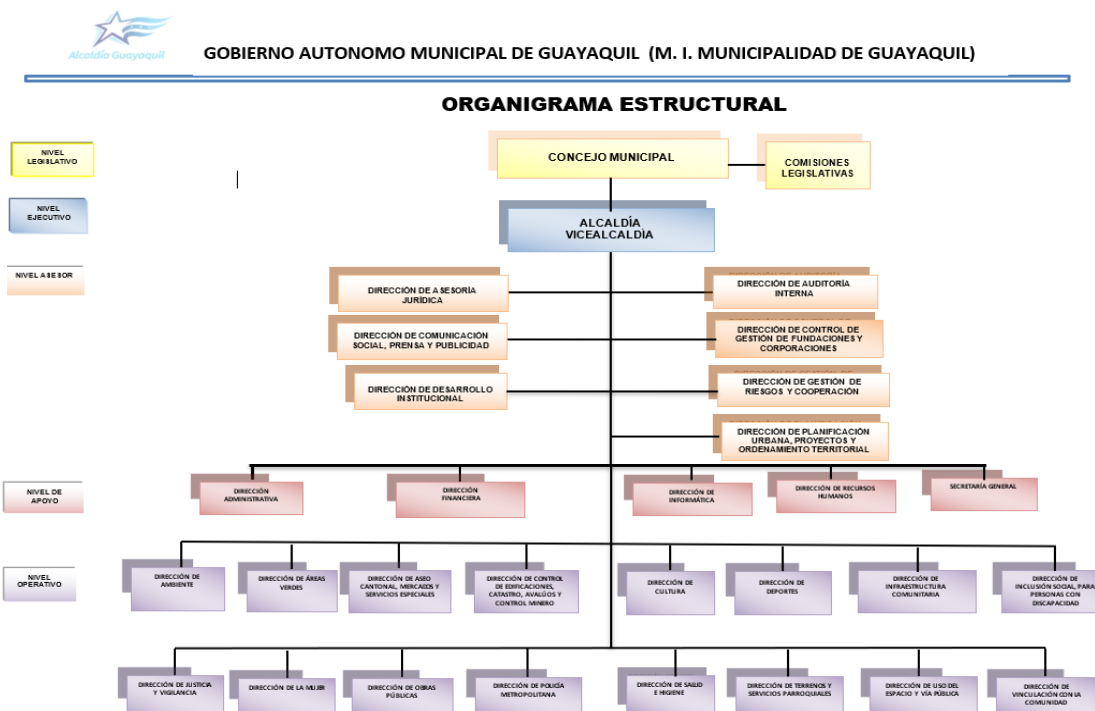 Alcaldía Guayaquil
GOBIERNO AUTONOMO MUNICIPAL DE GUAYAQUIL (M. I. MUNICIPALIDAD DE GUAYAQUIL)
ORGANIGRAMA ESTRUCTURAL
NIVEL
LEGISLATIVO
CONCEJO MUNICIPAL
COMISIONES
LEGISLATIVAS
NIVEL
EJECUTIVO
ALCALDÍA
VICEALCALDÍA
NIVEL ASESOR
DIRECCIÓN DE ASESORÍA
JURÍDICA
DIRECCIÓN DE AUDITORÍA
INTERNA
DIRECCIÓN DE COMUNICACIÓN
SOCIAL, PRENSA Y PUBLICIDAD
DIRECCIÓN DE CONTROL DE
GESTIÓN DE FUNDACIONES Y
CORPORACIONES
DIRECCIÓN DE DESARROLLO
INSTITUCIONAL
DIRECCIÓN DE GESTIÓN DE
RIESGOS Y COOPERACIÓN
DIRECCIÓN DE PLANIFICACIÓN
URBANA, PROYECTOS Y
ORDENAMIENTO TERRITORIAL
NIVEL DE
APOYO
DIRECCIÓN
ADMINISTRATIVA
DIRECCIÓN
FINANCIERA
DIRECCIÓN DE
INFORMÁTICA
DIRECCIÓN DE RECURSOS
HUMANOS
SECRETARÍA GENERAL
NIVEL
OPERATIVO
DIRECCIÓN DE
AMBIENTE
DIRECCIÓN DE ÁREAS
VERDES
DIRECCIÓN DE ASEO
CANTONAL, MERCADOS Y
SERVICIOS ESPECIALES
DIRECCIÓN DE CONTROL
DE EDIFICACIONES,
CATASTRO, AVALÚOS Y
CONTROL MINERO
DIRECCIÓN DE
CULTURA
DIRECCIÓN DE
DEPORTES
DIRECCIÓN DE
INFRAESTRUCTURA
COMUNITARIA
DIRECCIÓN DE
INCLUSIÓN SOCIAL, PARA
PERSONAS CON
DISCAPACIDAD
DIRECCIÓN DE JUSTICIA
Y VIGILANCIA
DIRECCIÓN DE LA MUJER
DIRECCIÓN DE OBRAS
PÚBLICAS
DIRECCIÓN DE POLICÍA
METROPOLITANA
DIRECCIÓN DE SALUD
E HIGIENE
DIRECCIÓN DE TERRENOS Y
SERVICIOS PARROQUIALES
DIRECCIÓN DE USO DEL
ESPACIO Y VÍA PÚBLICA
DIRECCIÓN DE
VINCULACIÓN CON LA
COMUNIDAD